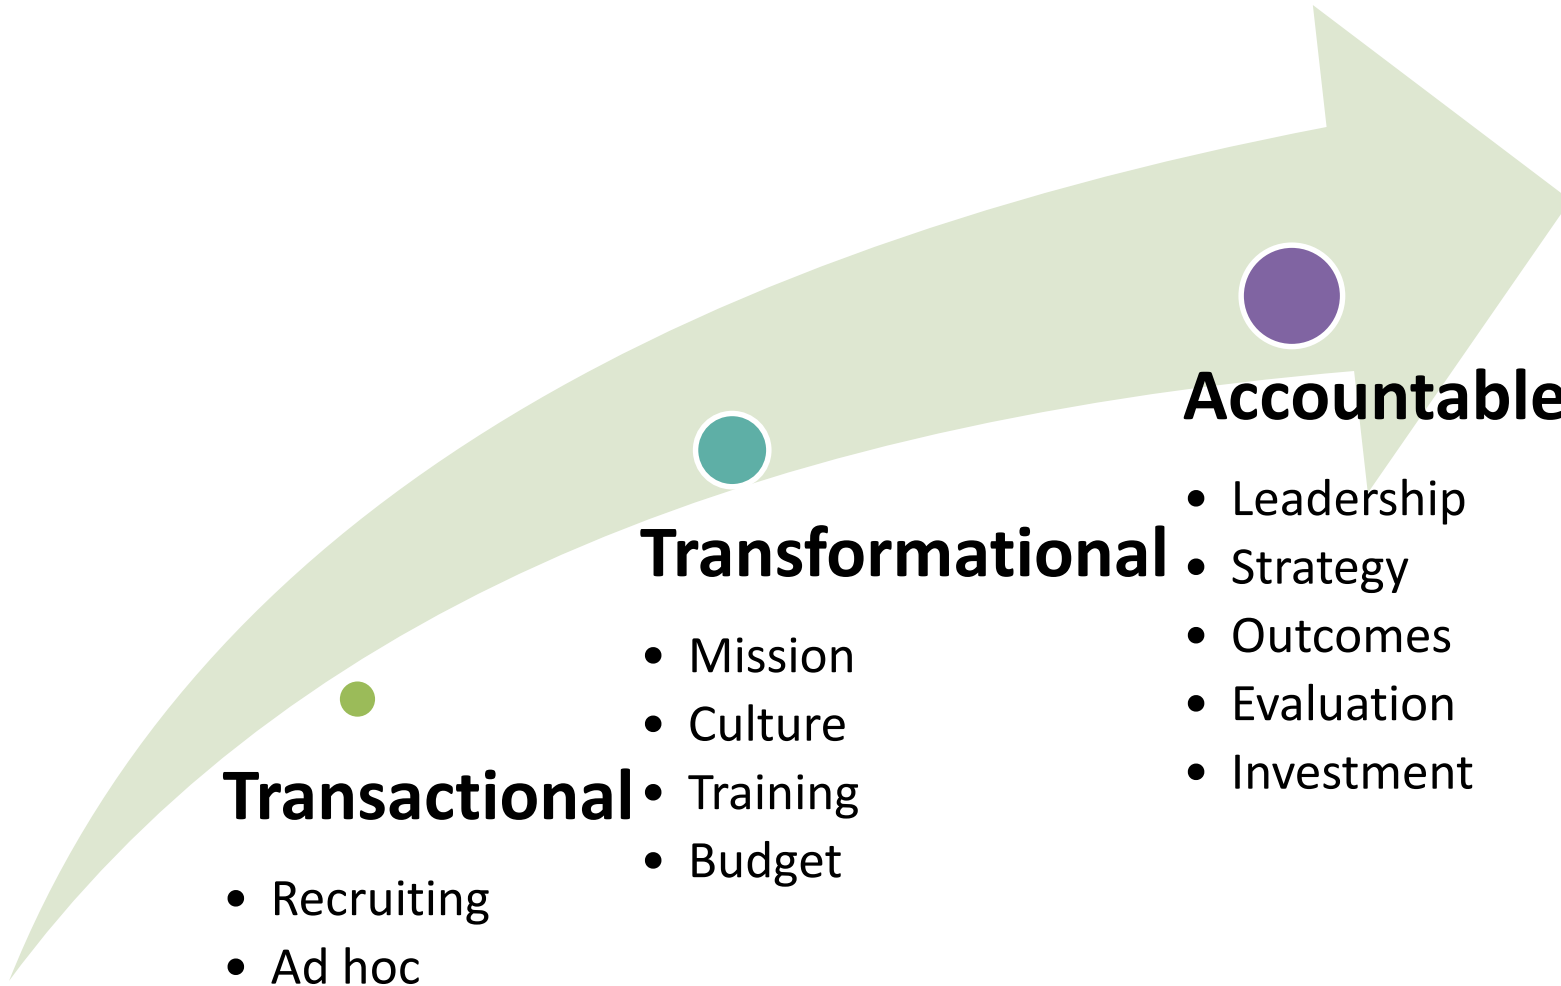 Transactional
• Recruiting
• Ad hoc
Transformational
• Mission
• Culture
• Training
• Budget
Accountable
• Leadership
• Strategy
• Outcomes
• Evaluation
• Investment